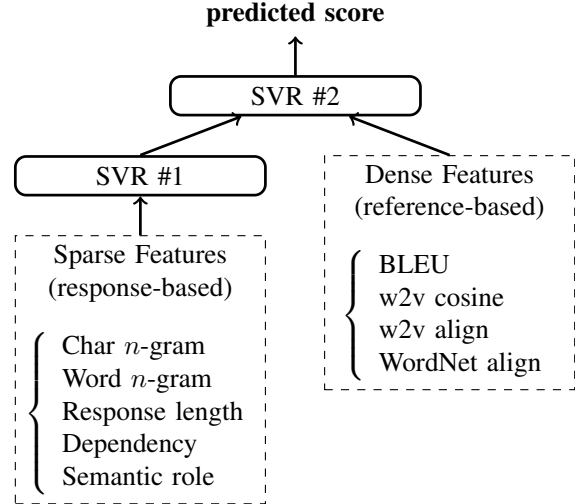 predicted score
SVR #2
SVR #1
Sparse Features
(response-based)
Char n-gram
Word n-gram
Response length
Dependency
Semantic role
Dense Features
(reference-based)
BLEU
w2v cosine
w2v align
WordNet align